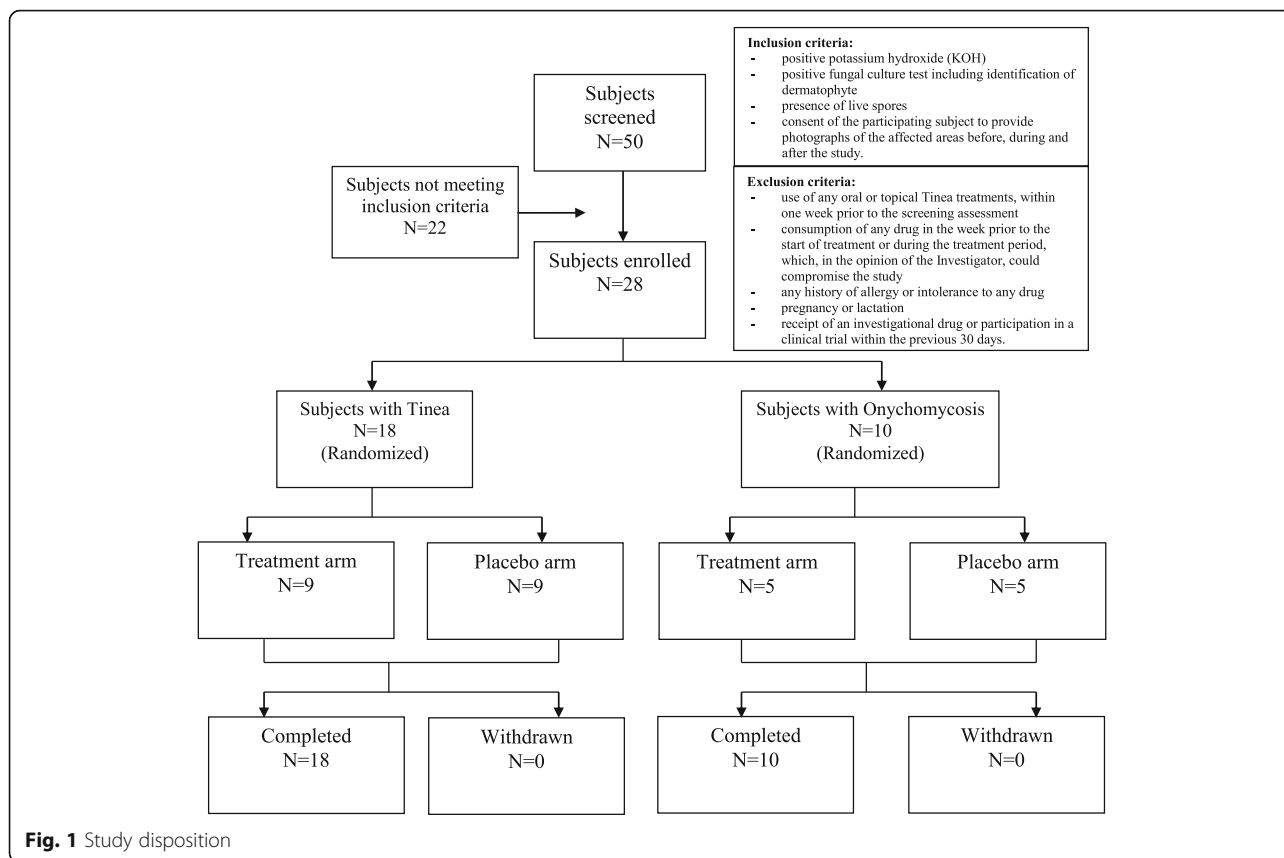 Subjects
screened
N=50
Inclusion criteria:
- positive potassium hydroxide (KOH)
- positive fungal culture test including identification of
dermatophyte
- presence of live spores
- consent of the participating subject to provide
photographs of the affected areas before, during and
after the study.
Subjects not meeting
inclusion criteria
N=22
Exclusion criteria:
- use of any oral or topical Tinea treatments, within
one week prior to the screening assessment
- consumption of any drug in the week prior to the
start of treatment or during the treatment period,
which, in the opinion of the Investigator, could
compromise the study
- any history of allergy or intolerance to any drug
- pregnancy or lactation
- receipt of an investigational drug or participation in a
clinical trial within the previous 30 days.
Subjects enrolled
N=28
Subjects with Tinea
N=18
(Randomized)
Subjects with Onychomycosis
N=10
(Randomized)
Treatment arm
N=9
Placebo arm
N=9
Treatment arm
N=5
Placebo arm
N=5
Completed
N=18
Withdrawn
N=0
Completed
N=10
Withdrawn
N=0
Fig. 1 Study disposition